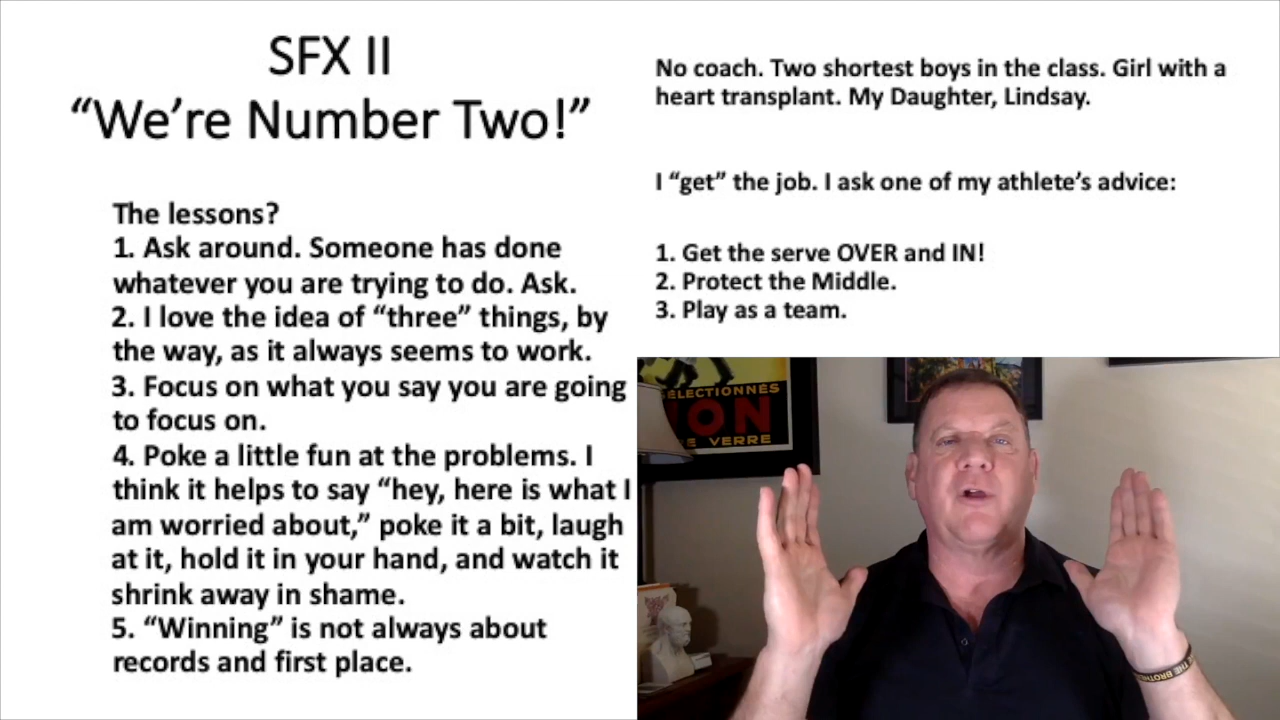 SFX II
“We’re Number Two!”
The lessons?
1. Ask around. Someone has done
whatever you are trying to do. Ask.
2. I love the idea of “three” things, by
the way, as it always seems to work.
3. Focus on what you say you are going
to focus on.
4. Poke a little fun at the problems. I
think it helps to say “hey, here is what I
am worried about,” poke it a bit, laugh
at it, hold it in your hand, and watch it
shrink away in shame.
5. “Winning” is not always about
records and first place.
No coach. Two shortest boys in the class. Girl with a
heart transplant. My Daughter, Lindsay.
I “get” the job. I ask one of my athlete’s advice:
1. Get the serve OVER and IN!
2. Protect the Middle.
3. Play as a team.
VERRE
THE BROTHE